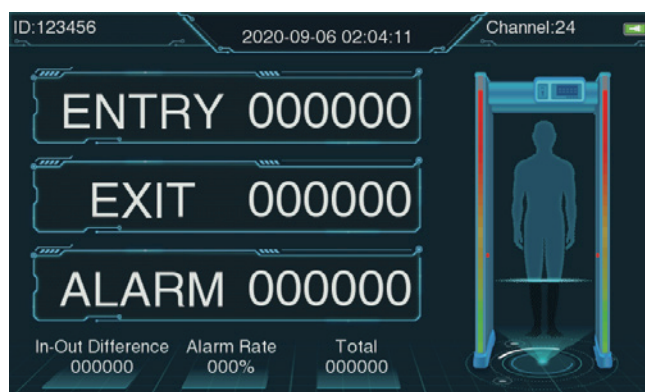 ID:123456
2020-09-06 02:04:11
Channel:24
ENTRY 000000
EXIT 000000
ALARM 000000
In-Out Difference Alarm Rate Total
000000 000% 000000